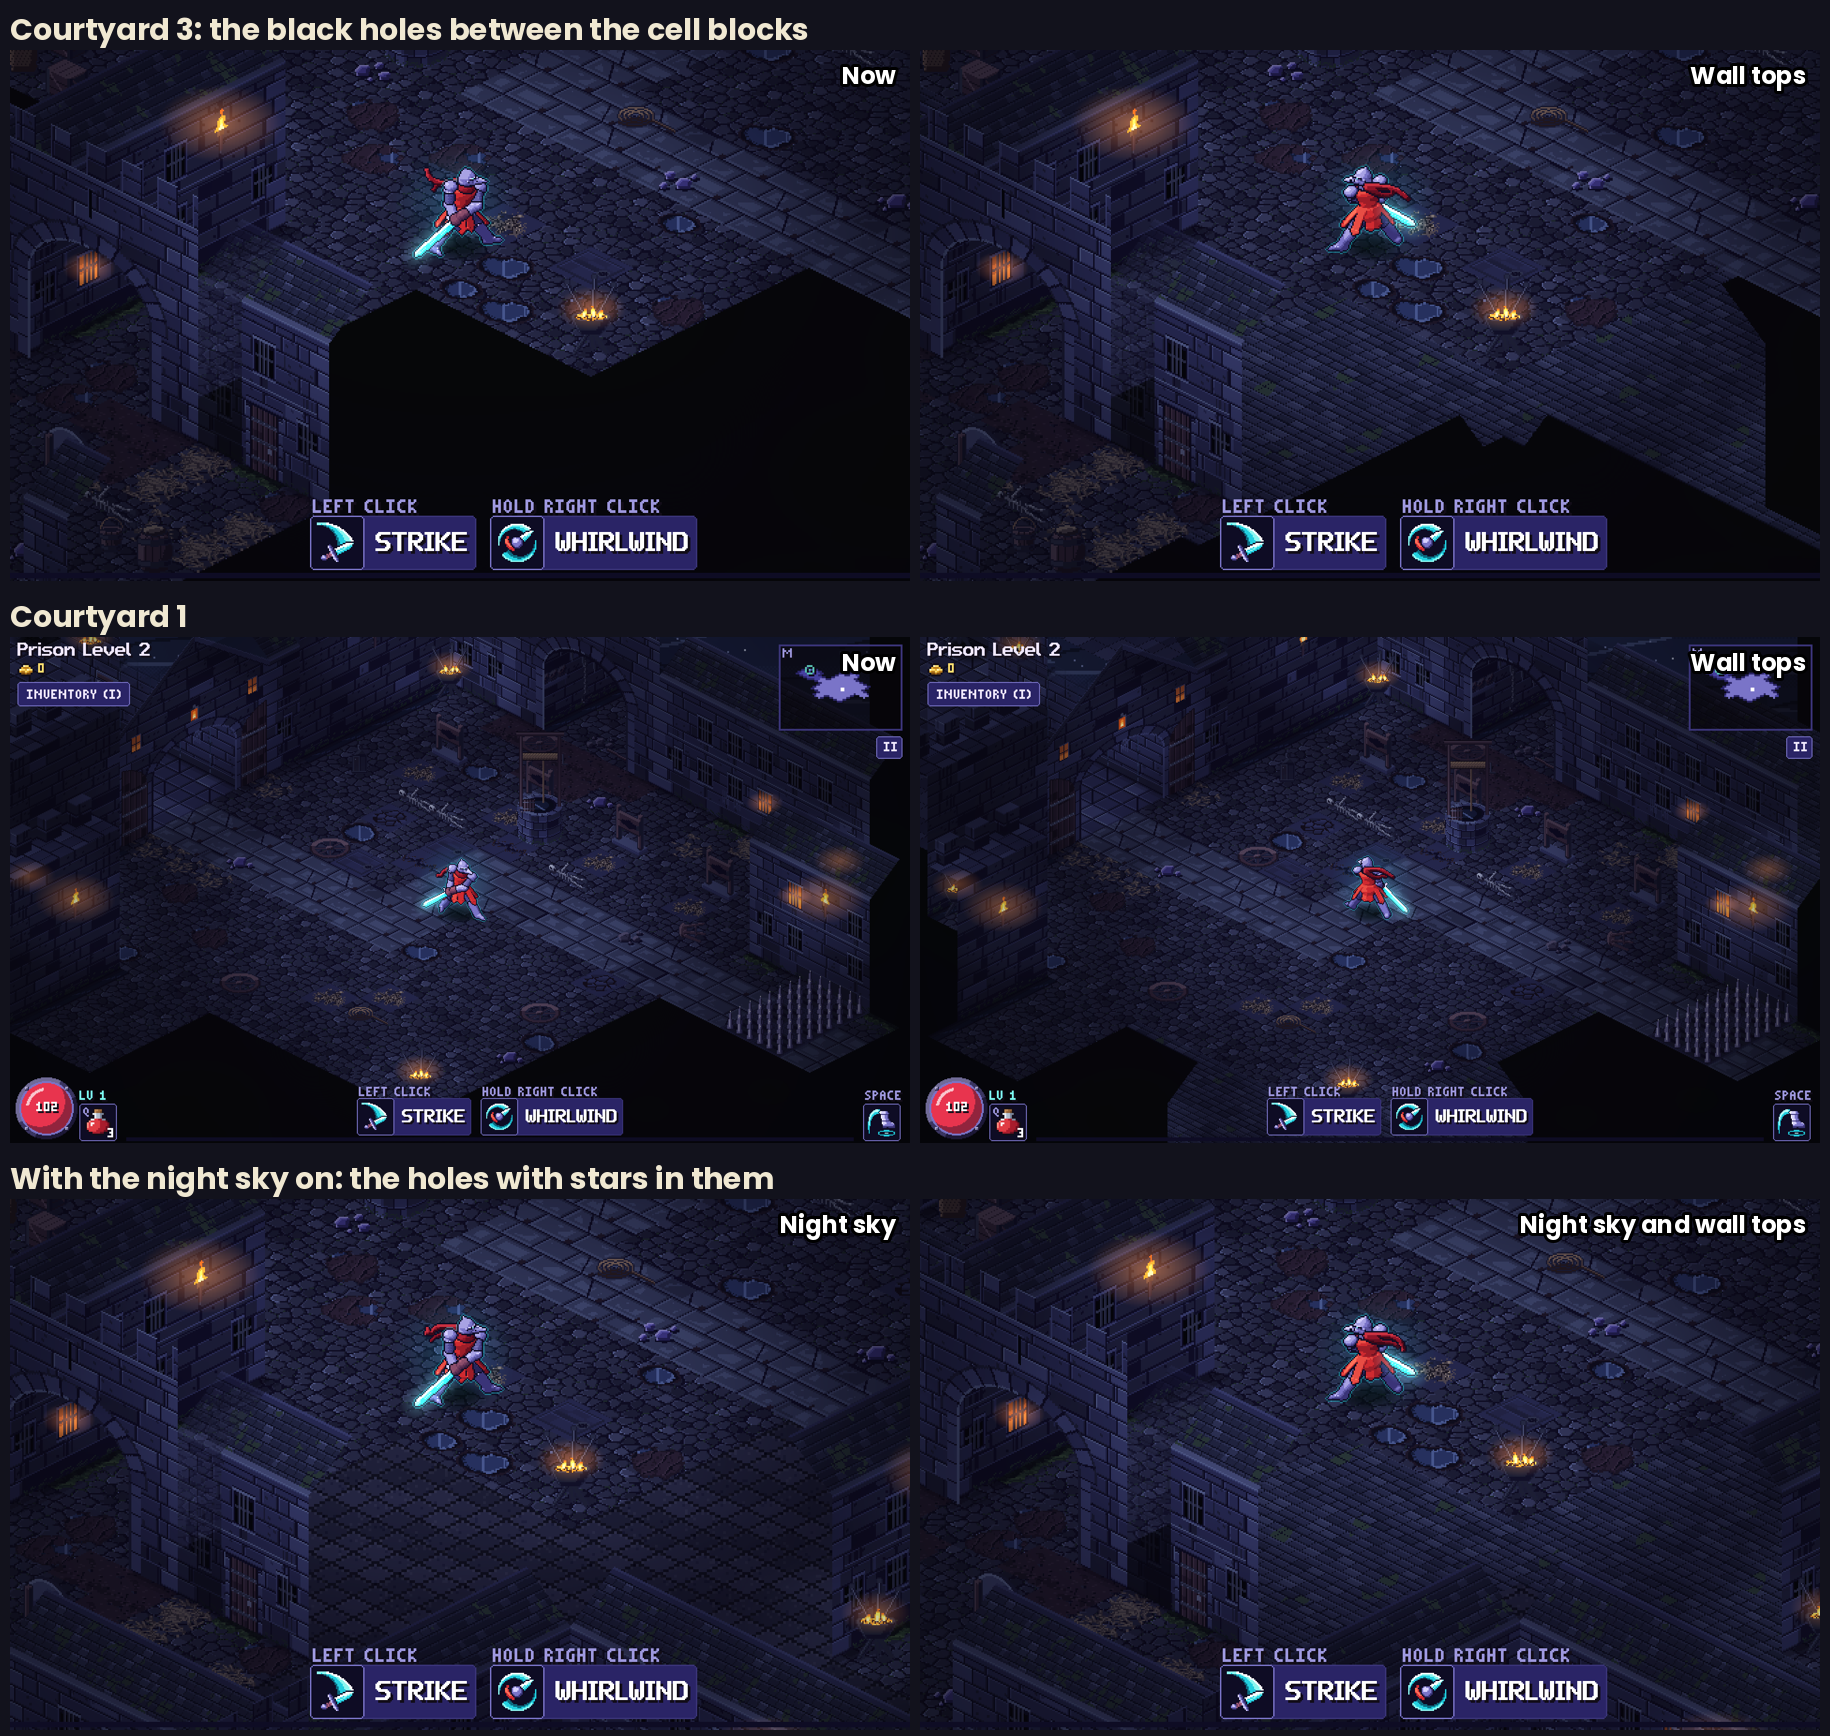 Courtyard 3: the black holes between the cell blocks
Now
Wall tops
LEFT CLICK HOLD RIGHT CLICK
STRIKE WHIRLWIND
LEFT CLICK HOLD RIGHT CLICK
STRIKE WHIRLWIND
Courtyard 1
Prison Level 2
0
INVENTORY (I)
M
Now
II
LV 1
102
Q
3
LEFT CLICK HOLD RIGHT CLICK
STRIKE WHIRLWIND
SPACE
Prison Level 2
0
INVENTORY (I)
Wall tops
II
LV 1
102
Q
3
LEFT CLICK HOLD RIGHT CLICK
STRIKE WHIRLWIND
SPACE
With the night sky on: the holes with stars in them
Night sky
Night sky and wall tops
LEFT CLICK HOLD RIGHT CLICK
STRIKE WHIRLWIND
LEFT CLICK HOLD RIGHT CLICK
STRIKE WHIRLWIND